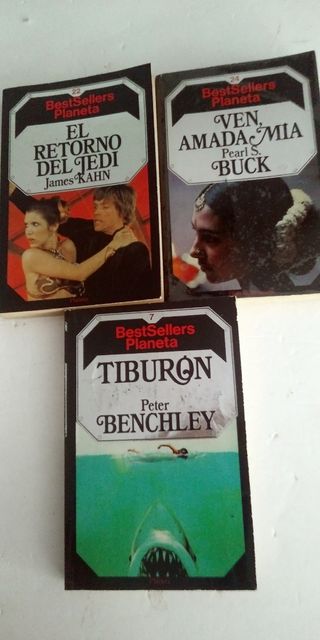 22
BestSellers
Planeta
EL
RETORNO
DEL JEDI
James KAHN
24
BestSellers
Planeta
VEN,
AMADA MIA
Pearl S.
BUCK
7
BestSellers
Planeta
TIBURÓN
Peter
BENCHLEY